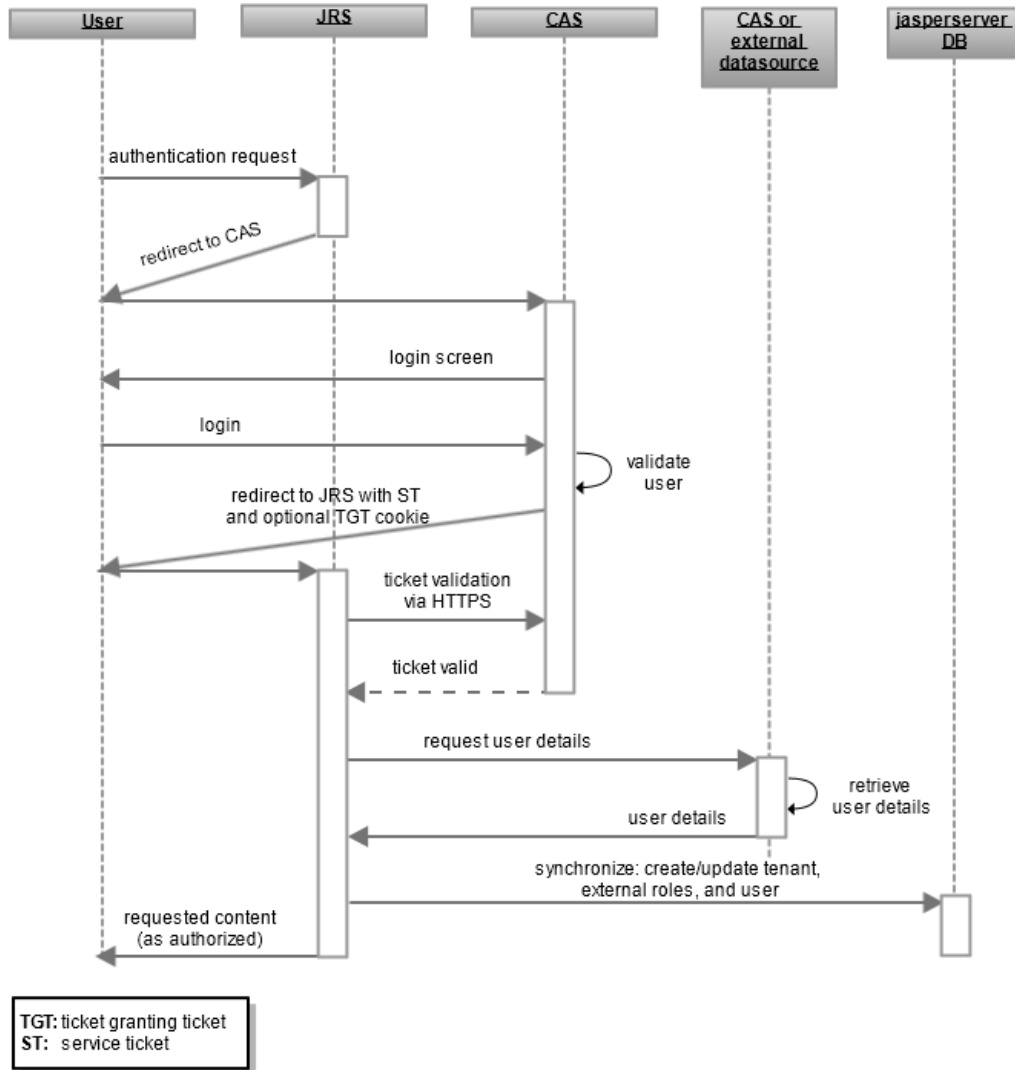 User
JRS
CAS
CAS or
external
datasource
jasperserver
DB
authentication request
redirect to CAS
login screen
login
validate
user
redirect to JRS with ST
and optional TGT cookie
ticket validation
via HTTPS
ticket valid
request user details
retrieve
user details
user details
synchronize: create/update tenant,
external roles, and user
requested content
(as authorized)
TGT: ticket granting ticket
ST: service ticket